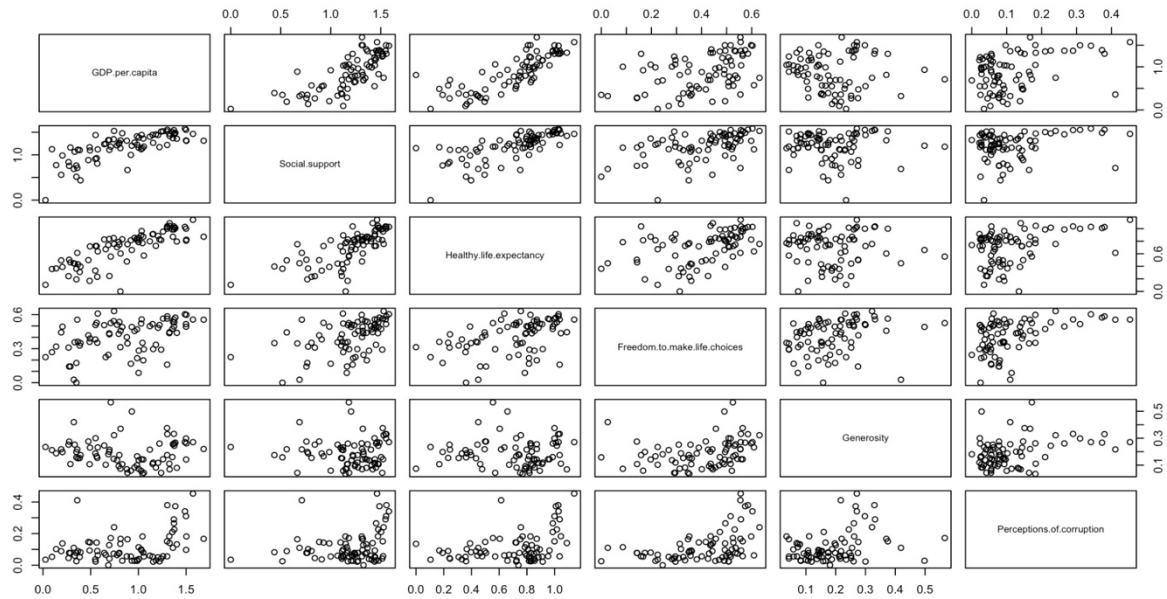 0.0 0.5 1.0 1.5 0.0 0.2 0.4 0.6 0.0 0.1 0.2 0.3 0.4
GDP.per.capita
0.0 1.0
0.0 1.0
Social.support
Healthy.life.expectancy
0.0 0.6
0.0 0.3 0.6
Freedom.to.make.life.choices
Generosity
0.1 0.3 0.5
0.0 0.2 0.4
Perceptions.of.corruption
0.0 0.5 1.0 1.5 0.0 0.2 0.4 0.6 0.8 1.0 0.1 0.2 0.3 0.4 0.5